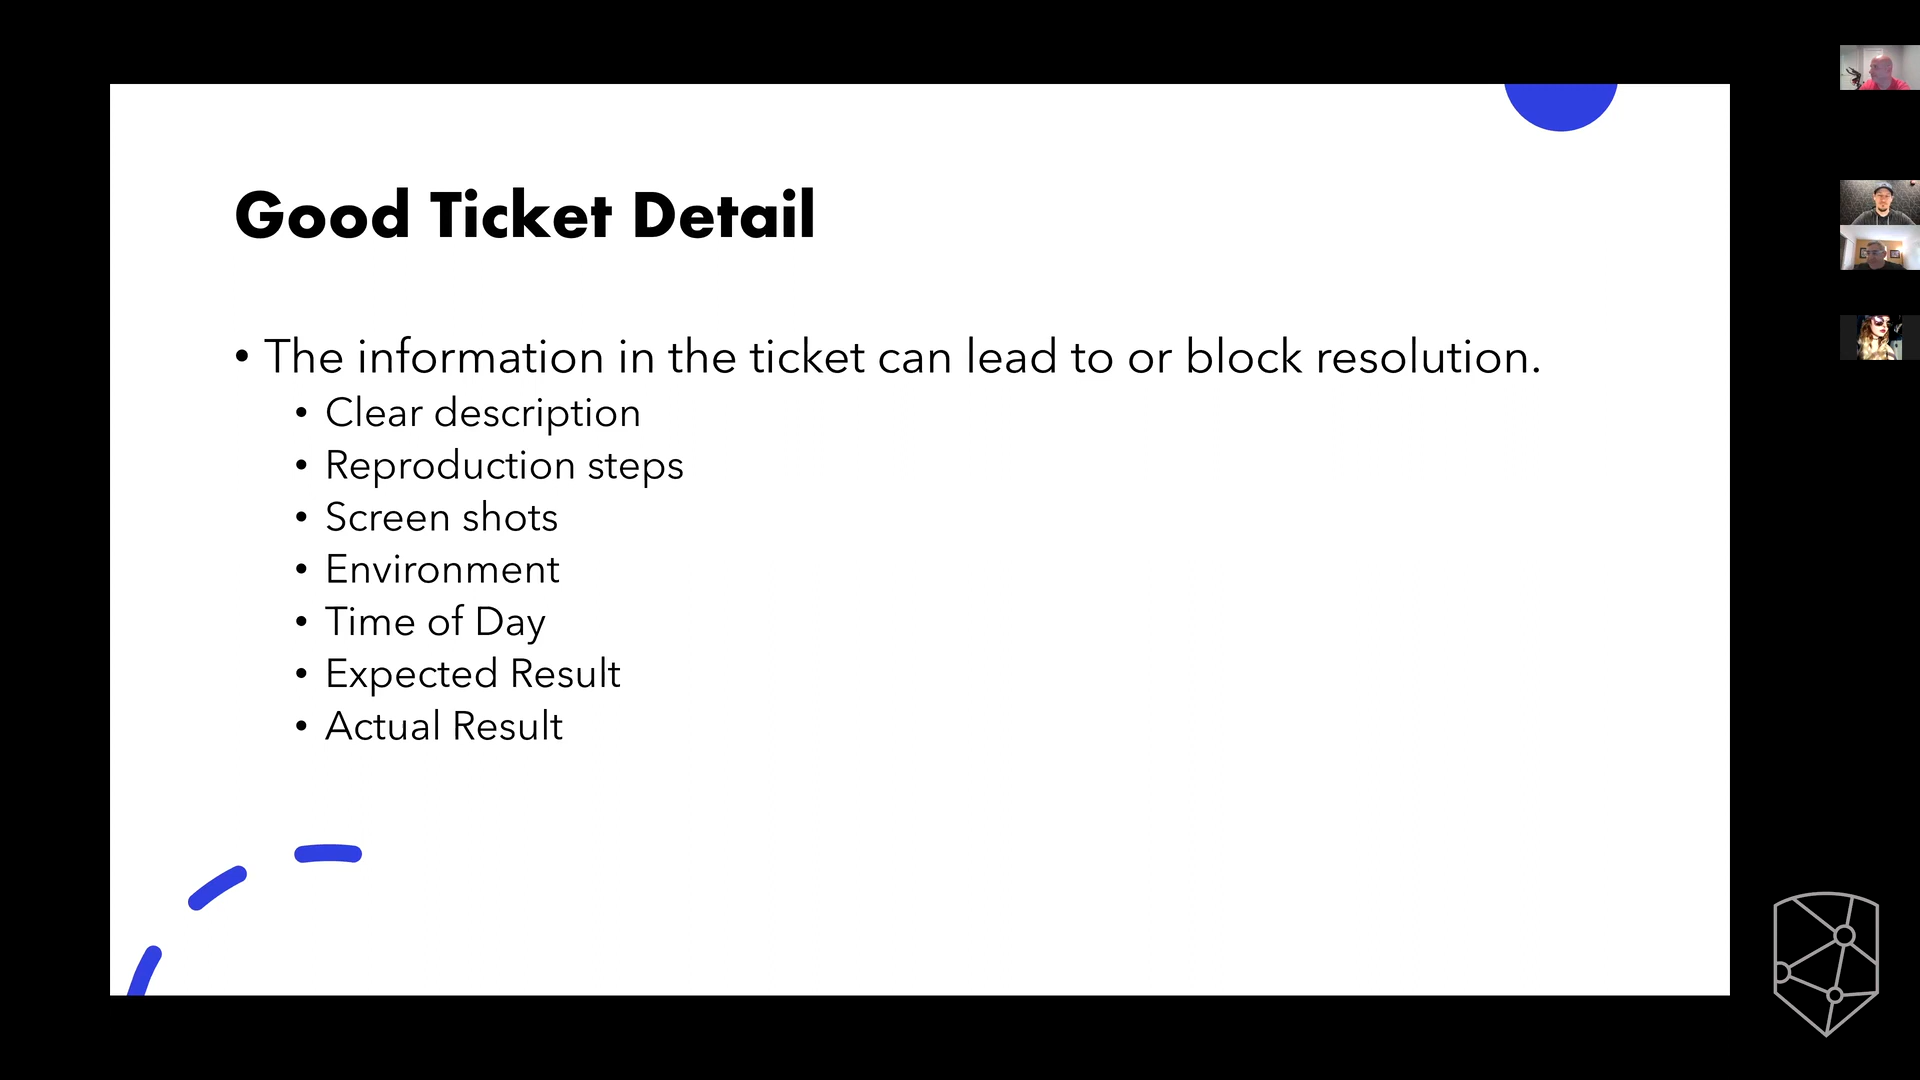 Good Ticket Detail
• The information in the ticket can lead to or block resolution.
• Clear description
• Reproduction steps
• Screen shots
• Environment
• Time of Day
• Expected Result
• Actual Result